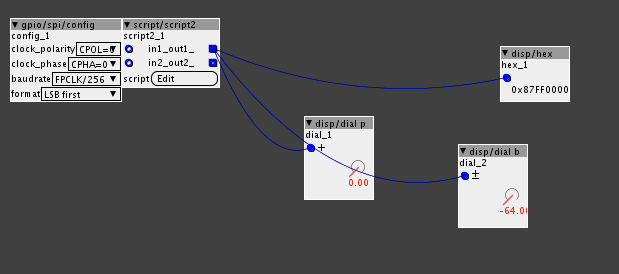 gpio/spi/config
config_1
clock_polarity CPOL=0
clock_phase CPHA=0
baudrate FPCLK/256
format LSB first
script/script2
script2_1
in1_out1_
in2_out2_
script Edit
disp/hex
hex_1
0x87FF0000
disp/dial p
dial_1
+
0.00
disp/dial b
dial_2
±
-64.00